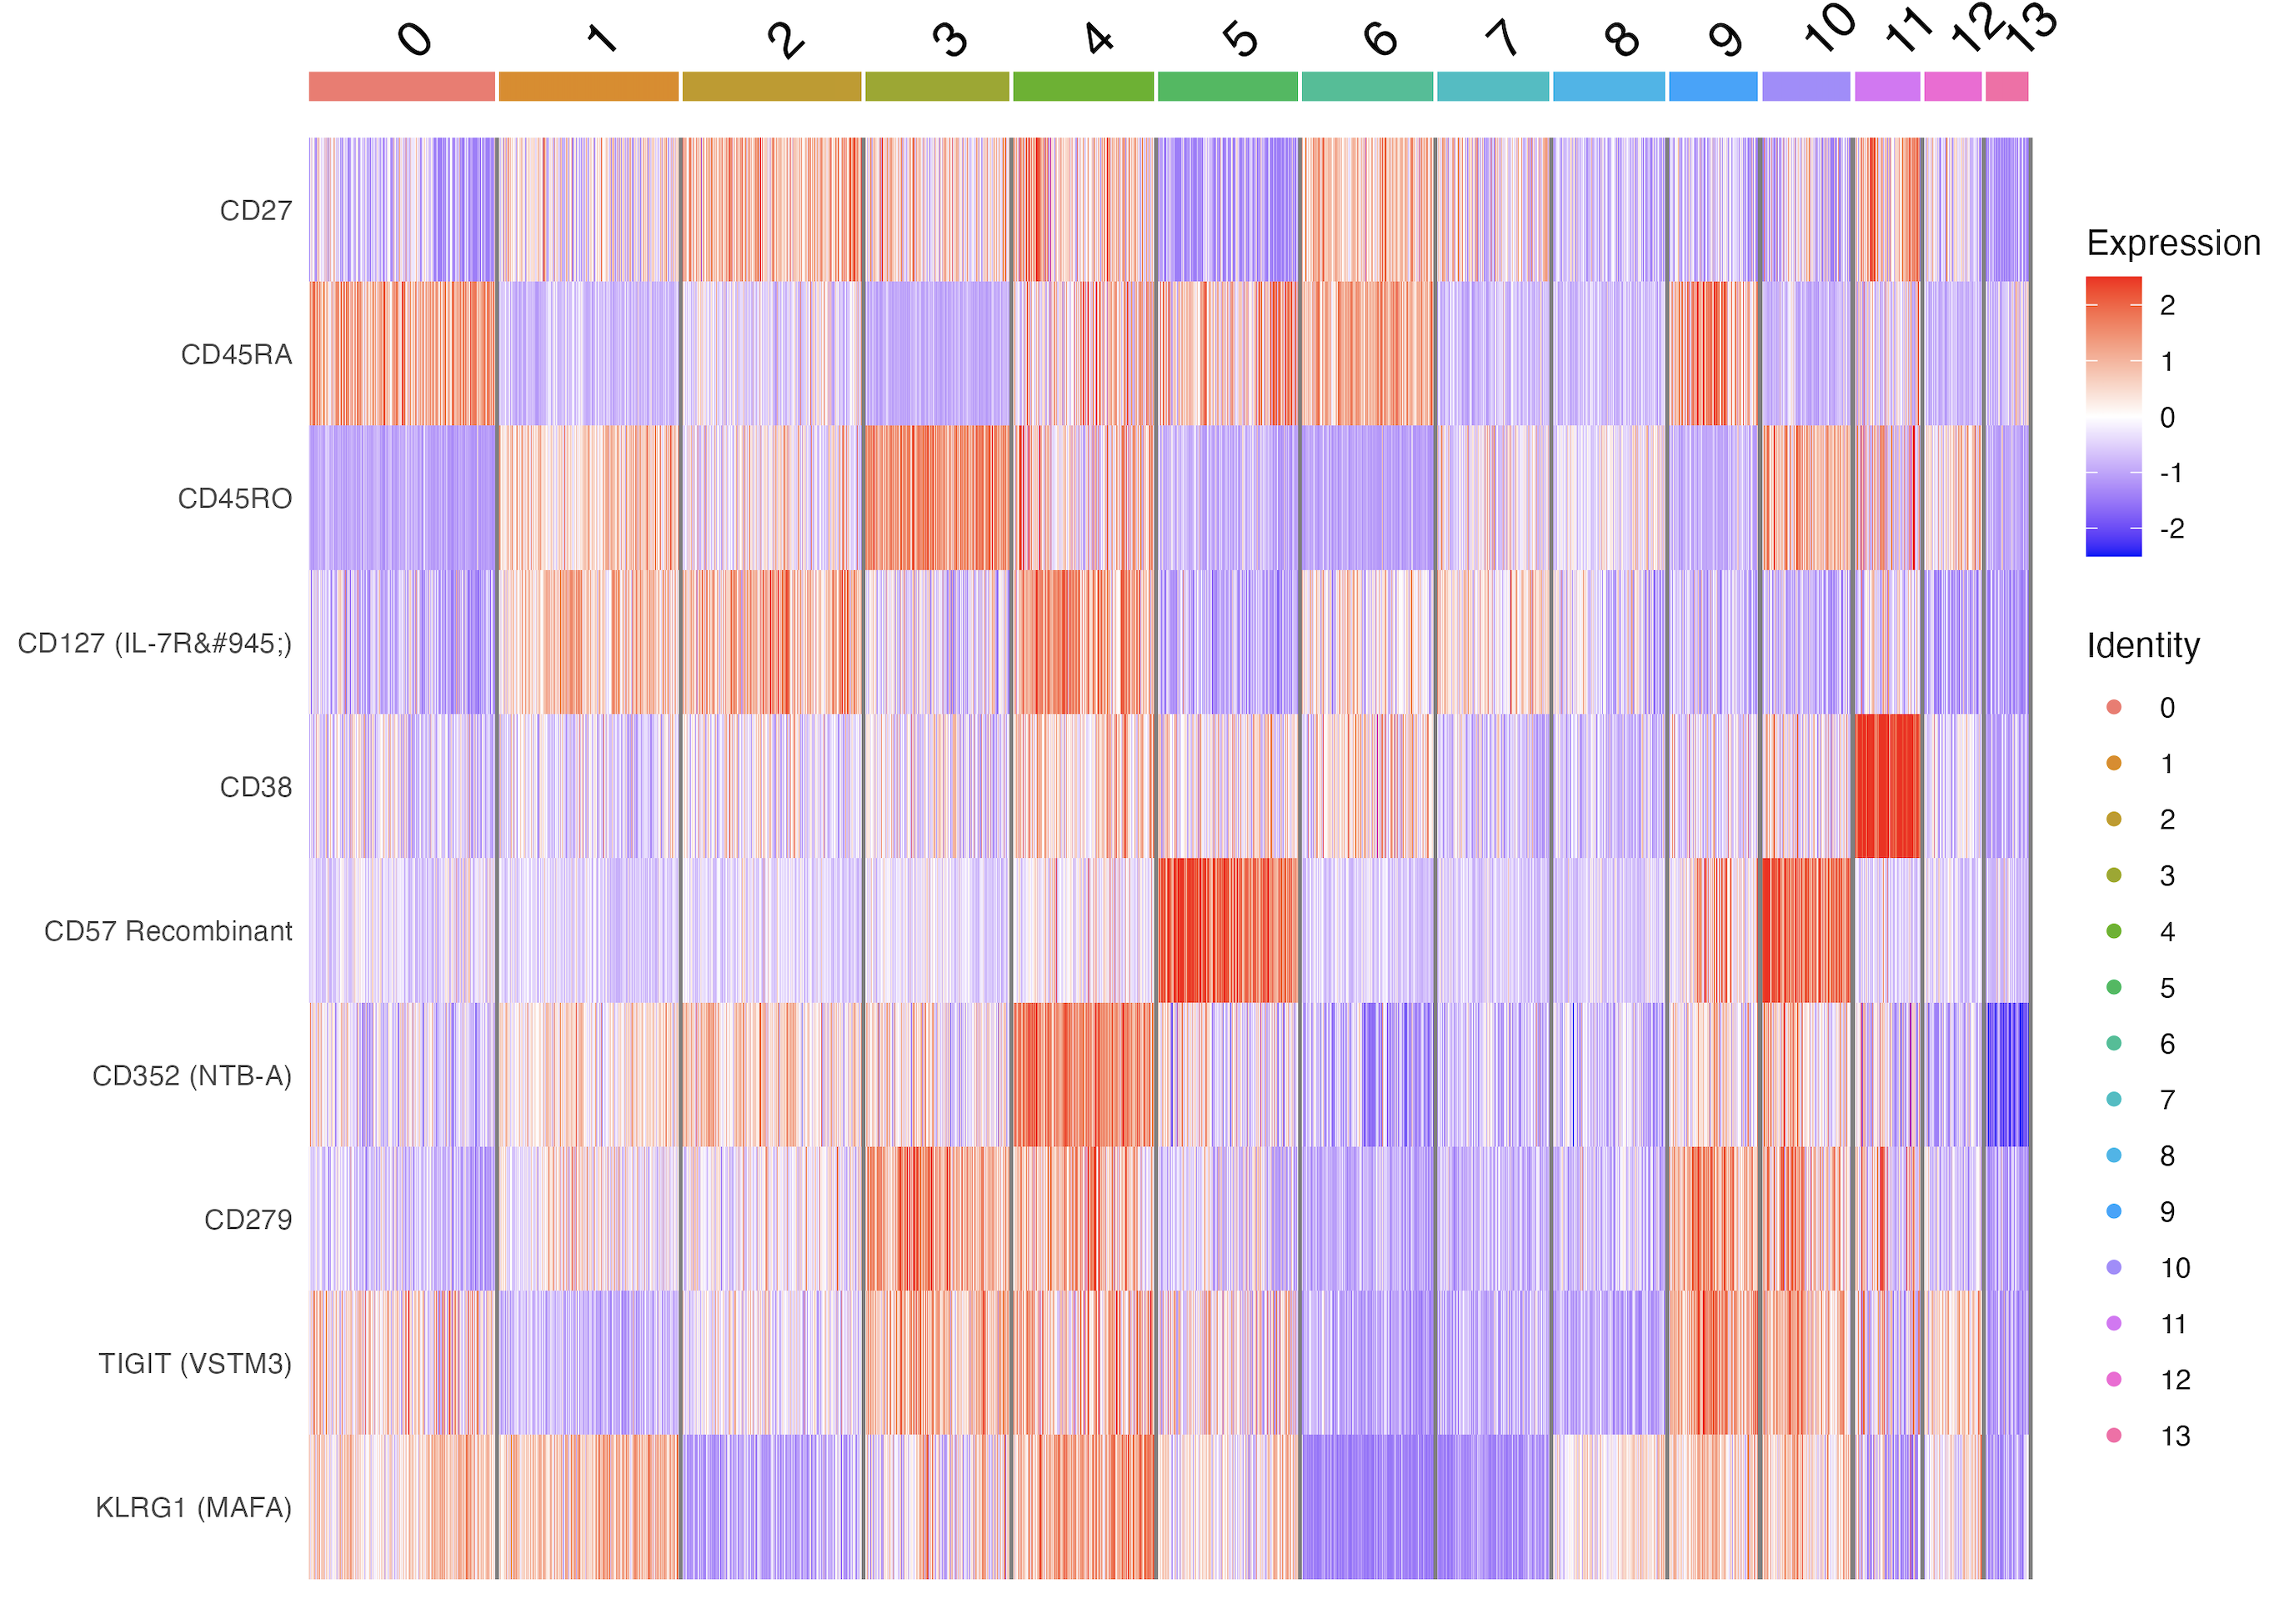 0 1 2 3 4 5 6 7 8 9 10 11 12 13
CD27
CD45RA
CD45RO
CD127 (IL-7R&#945;)
CD38
CD57 Recombinant
CD352 (NTB-A)
CD279
TIGIT (VSTM3)
KLRG1 (MAFA)
Expression
2
1
0
-1
-2
Identity
0
1
2
3
4
5
6
7
8
9
10
11
12
13